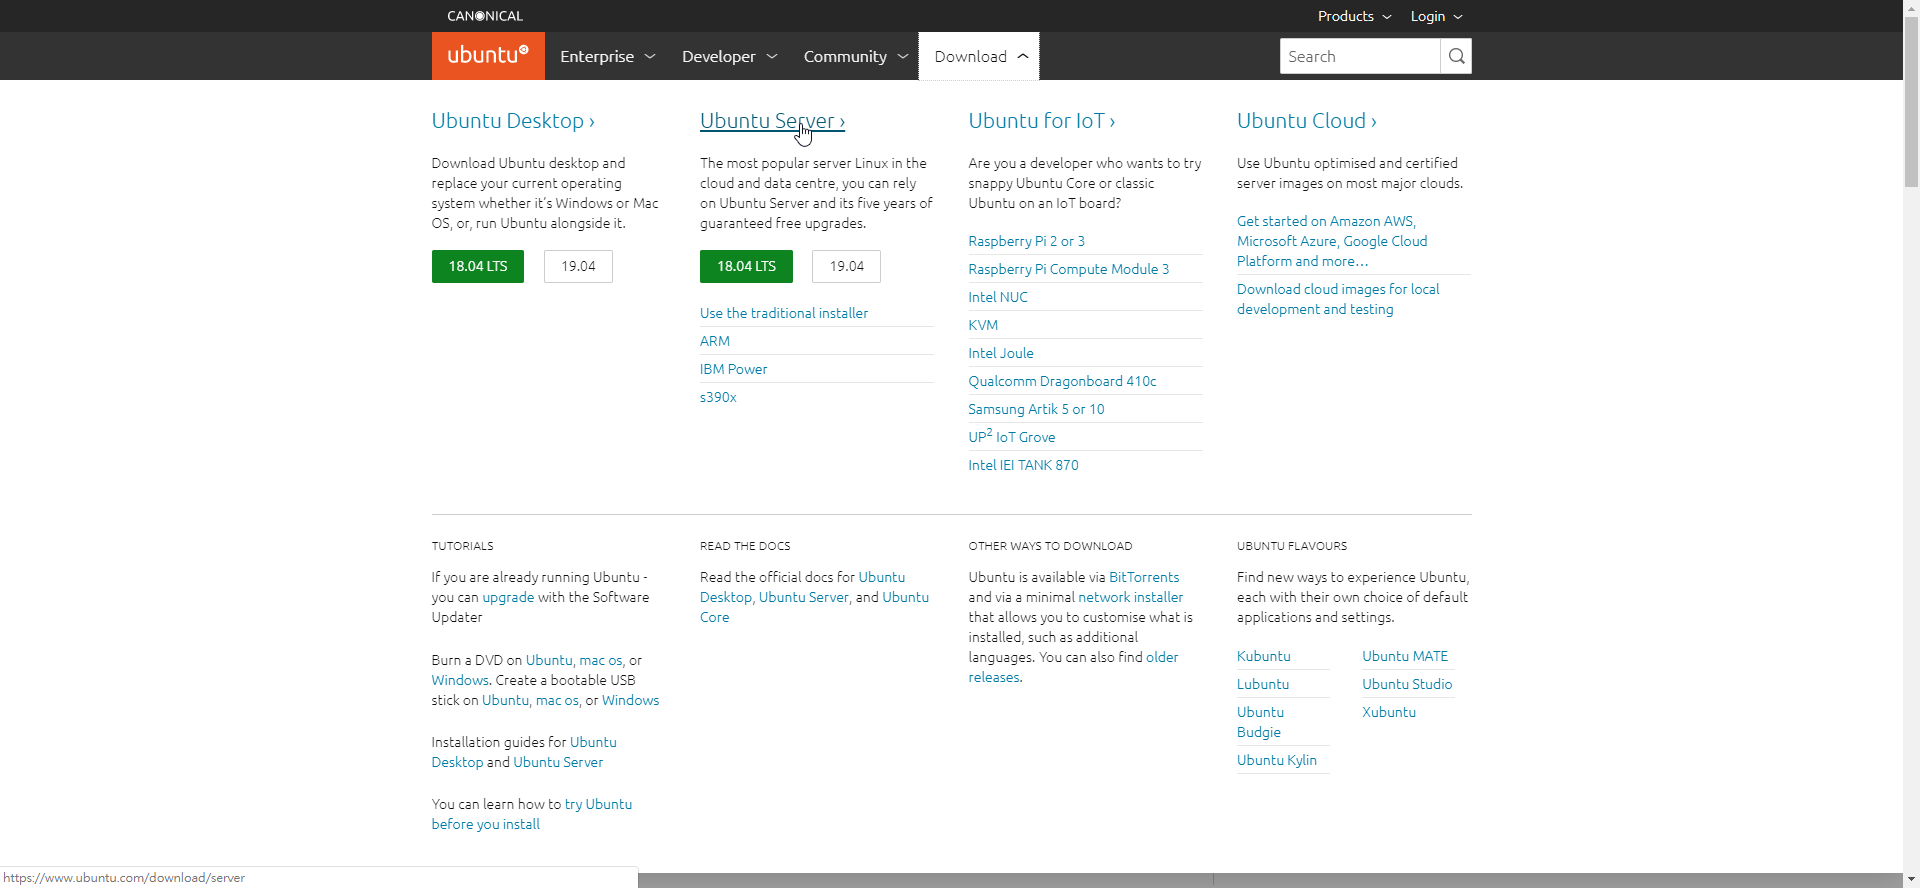 CANONICAL
Products
Login
ubuntu
Enterprise
Developer
Community
Download
Search
Ubuntu Desktop ›
Download Ubuntu desktop and
replace your current operating
system whether it's Windows or Mac
OS, or, run Ubuntu alongside it.
18.04 LTS
19.04
Ubuntu Server ›
The most popular server Linux in the
cloud and data centre, you can rely
on Ubuntu Server and its five years of
guaranteed free upgrades.
18.04 LTS
19.04
Use the traditional installer
ARM
IBM Power
s390x
Ubuntu for IoT ›
Are you a developer who wants to try
snappy Ubuntu Core or classic
Ubuntu on an IoT board?
Raspberry Pi 2 or 3
Raspberry Pi Compute Module 3
Intel NUC
KVM
Intel Joule
Qualcomm Dragonboard 410c
Samsung Artik 5 or 10
UP² IoT Grove
Intel IEI TANK 870
Ubuntu Cloud ›
Use Ubuntu optimised and certified
server images on most major clouds.
Get started on Amazon AWS,
Microsoft Azure, Google Cloud
Platform and more…
Download cloud images for local
development and testing
TUTORIALS
If you are already running Ubuntu -
you can upgrade with the Software
Updater
Burn a DVD on Ubuntu, mac os, or
Windows. Create a bootable USB
stick on Ubuntu, mac os, or Windows
Installation guides for Ubuntu
Desktop and Ubuntu Server
You can learn how to try Ubuntu
before you install
READ THE DOCS
Read the official docs for Ubuntu
Desktop, Ubuntu Server, and Ubuntu
Core
OTHER WAYS TO DOWNLOAD
Ubuntu is available via BitTorrents
and via a minimal network installer
that allows you to customise what is
installed, such as additional
languages. You can also find older
releases.
UBUNTU FLAVOURS
Find new ways to experience Ubuntu,
each with their own choice of default
applications and settings.
Kubuntu
Lubuntu
Ubuntu
Budgie
Ubuntu Kylin
Ubuntu MATE
Ubuntu Studio
Xubuntu
https://www.ubuntu.com/download/server